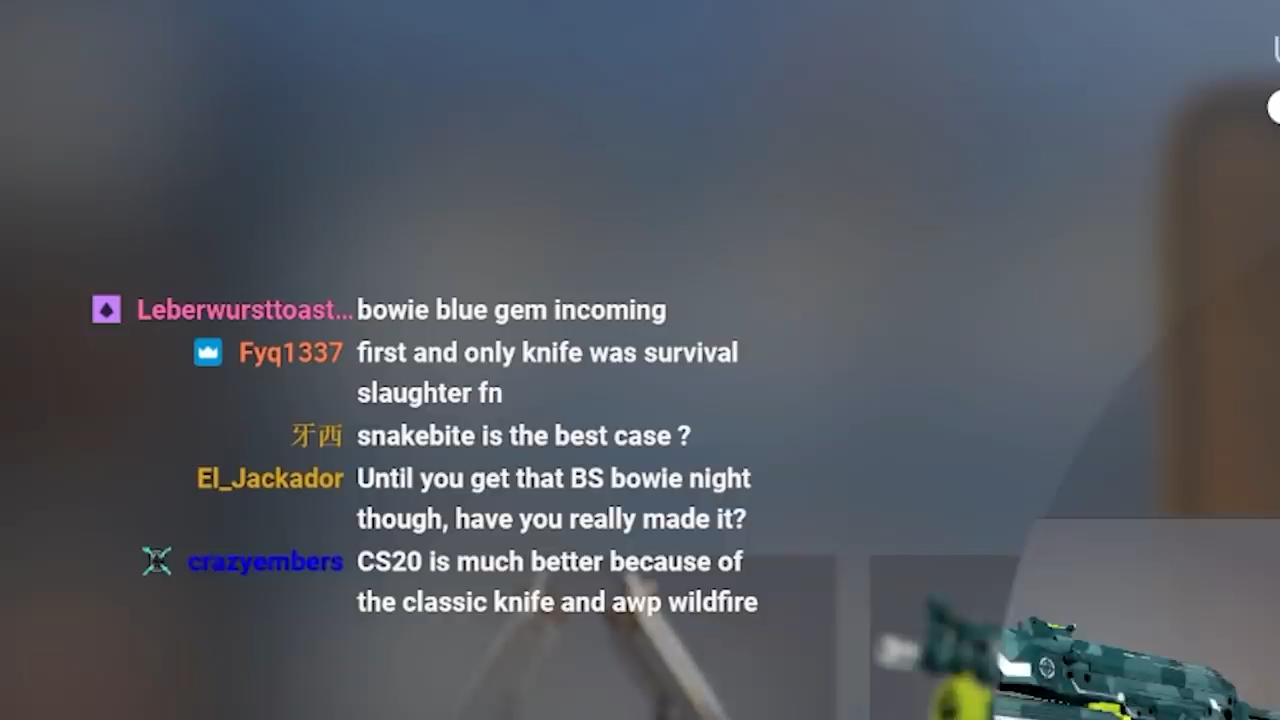 Leberwursttoast... bowie blue gem incoming
Fyq1337 first and only knife was survival
slaughter fn
牙西 snakebite is the best case ?
El_Jackador Until you get that BS bowie night
though, have you really made it?
crazyembers CS20 is much better because of
the classic knife and awp wildfire